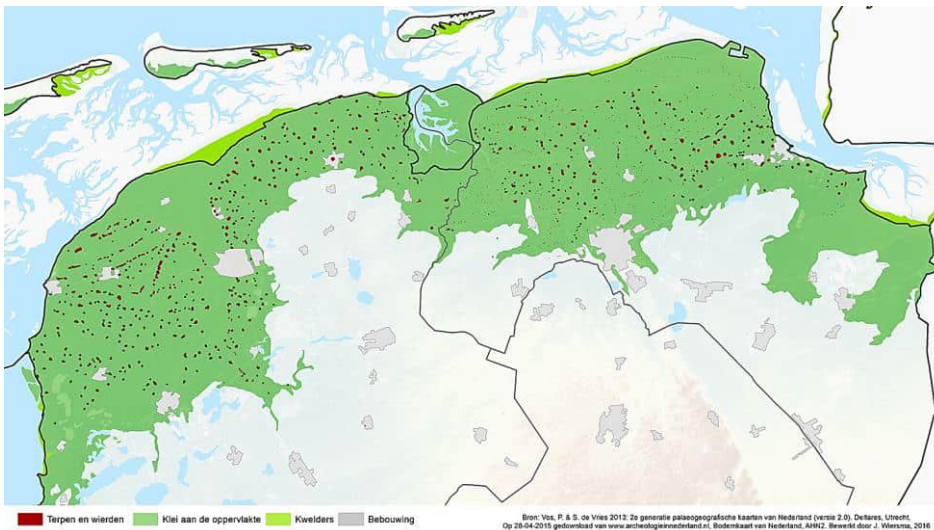 Terpen en wierden Klei aan de oppervlakte Kwelders Bebouwing
Bron: Vos, P. & S. de Vries 2013: 2e generatie palaeogeografische kaarten van Nederland (versie 2.0). Deltares, Utrecht.
Op 28-04-2015 gedownload van www.archeologieinnederland.nl, Bodemkaart van Nederland, AHN2. Bewerkt door J. Wiersma, 2016